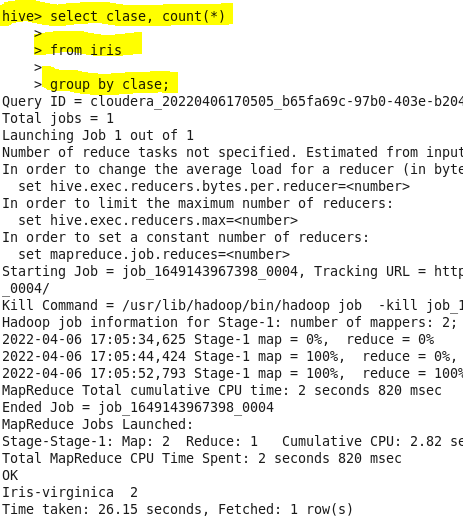 hive> select clase, count(*)
>
> from iris
>
> group by clase;
Query ID = cloudera_20220406170505_b65fa69c-97b0-403e-b204
Total jobs = 1
Launching Job 1 out of 1
Number of reduce tasks not specified. Estimated from input
In order to change the average load for a reducer (in byte
set hive.exec.reducers.bytes.per.reducer=<number>
In order to limit the maximum number of reducers:
set hive.exec.reducers.max=<number>
In order to set a constant number of reducers:
set mapreduce.job.reduces=<number>
Starting Job = job_1649143967398_0004, Tracking URL = http
_0004/
Kill Command = /usr/lib/hadoop/bin/hadoop job  -kill job_1
Hadoop job information for Stage-1: number of mappers: 2;
2022-04-06 17:05:34,625 Stage-1 map = 0%,  reduce = 0%
2022-04-06 17:05:44,424 Stage-1 map = 100%,  reduce = 0%,
2022-04-06 17:05:52,793 Stage-1 map = 100%,  reduce = 100%
MapReduce Total cumulative CPU time: 2 seconds 820 msec
Ended Job = job_1649143967398_0004
MapReduce Jobs Launched:
Stage-Stage-1: Map: 2  Reduce: 1   Cumulative CPU: 2.82 se
Total MapReduce CPU Time Spent: 2 seconds 820 msec
OK
Iris-virginica  2
Time taken: 26.15 seconds, Fetched: 1 row(s)